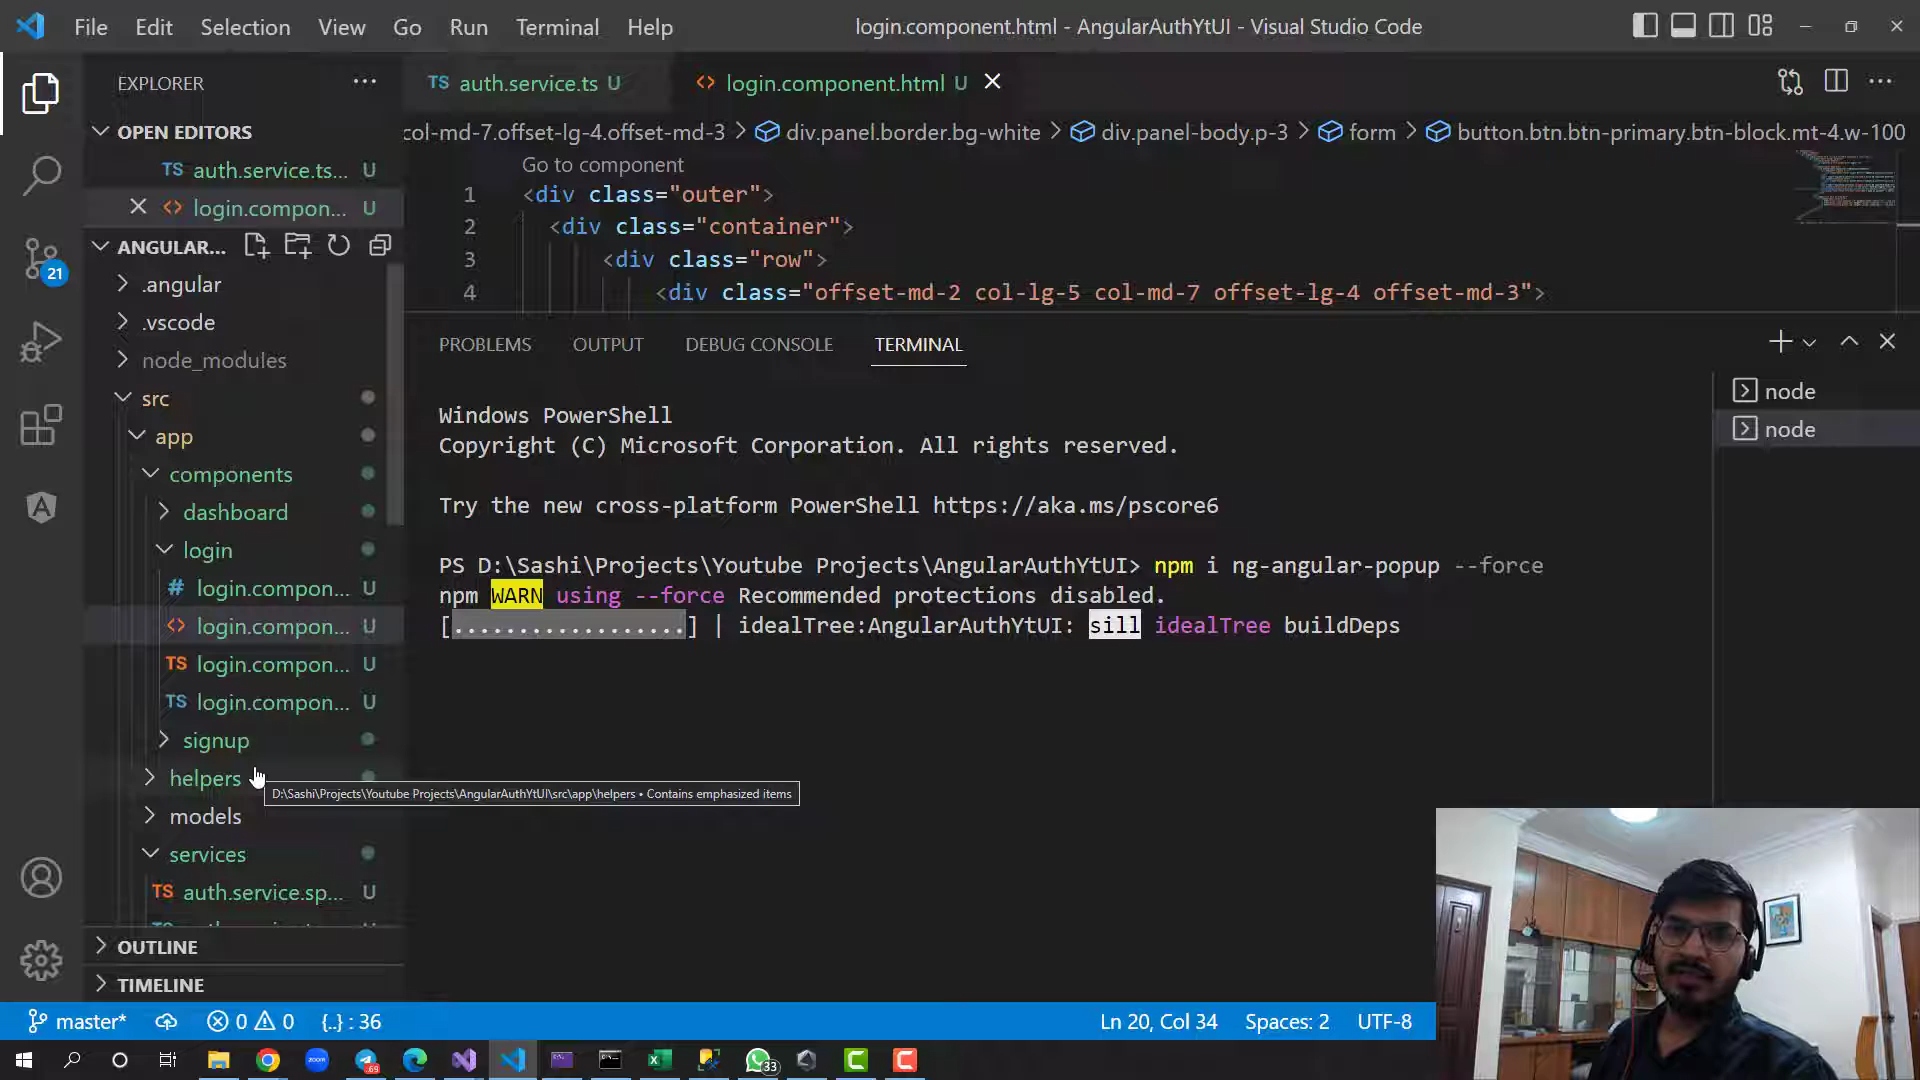 File Edit Selection View Go Run Terminal Help
login.component.html - AngularAuthYtUI - Visual Studio Code
EXPLORER
TS auth.service.ts U
<> login.component.html U
OPEN EDITORS
TS auth.service.ts... U
<> login.compon... U
col-md-7.offset-lg-4.offset-md-3 > div.panel.border.bg-white > div.panel-body.p-3 > form > button.btn.btn-primary.btn-block.mt-4.w-100
Go to component
1 <div class="outer">
2 <div class="container">
3 <div class="row">
4 <div class="offset-md-2 col-lg-5 col-md-7 offset-lg-4 offset-md-3">
ANGULAR...
21
.angular
.vscode
node_modules
src
app
components
dashboard
login
# login.compon... U
<> login.compon... U
TS login.compon... U
TS login.compon... U
signup
helpers
models
services
TS auth.service.sp... U
OUTLINE
TIMELINE
PROBLEMS OUTPUT DEBUG CONSOLE TERMINAL
node
node
Windows PowerShell
Copyright (C) Microsoft Corporation. All rights reserved.
Try the new cross-platform PowerShell https://aka.ms/pscore6
PS D:\Sashi\Projects\Youtube Projects\AngularAuthYtUI> npm i ng-angular-popup --force
npm WARN using --force Recommended protections disabled.
[..................] | idealTree:AngularAuthYtUI: sill idealTree buildDeps
D:\Sashi\Projects\Youtube Projects\AngularAuthYtUI\src\app\helpers • Contains emphasized items
master* 0 0 {..} : 36
Ln 20, Col 34 Spaces: 2 UTF-8
zoom
69
33